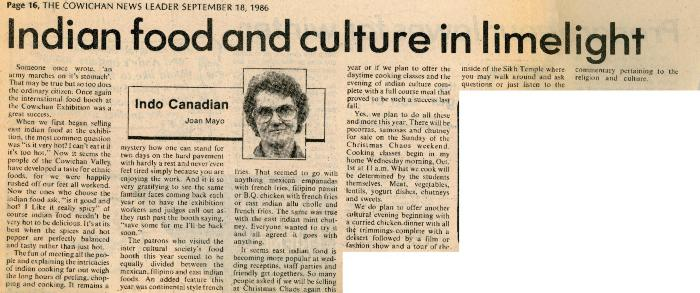 Page 16, THE COWICHAN NEWS LEADER SEPTEMBER 18, 1986
Indian food and culture in limelight
Someone once wrote, 'an
army marches on it's stomach'.
That may be true but so too does
the ordinary citizen. Once again
the international food booth at
the Cowichan Exhibition was a
great success.
When we first began selling
east indian food at the exhibi-
tion, the most common question
was "is it very hot? I can't eat it if
it's too hot." Now it seems the
people of the Cowichan Valley,
have developed a taste for ethnic
foods, for we were happily
rushed off our feet all weekend.
Now the ones who choose the
indian food ask, "is it good and
hot? I Like it really spicy" of
course indian food needn't be
very hot to be delicious. It's at its
best when the spices and hot
pepper are perfectly balanced
and tasty rather than just hot.
The fun of meeting all the peo-
ple and explaining the intricacies
of indian cooking far out weigh
the long hours of peeling, chop-
ping and cooking. It remains a
Indo Canadian
Joan Mayo
mystery how one can stand for
two days on the hard pavement
with hardly a rest and never even
feel tired simply because you are
enjoying the work. And it is so
very gratifying to see the same
familiar faces coming back each
year or to have the exhibition
workers and judges call out as
they rush past the booth saying,
"save some for me I'll be back
soon."
The patrons who visited the
inter cultural society's food
booth this year seemed to be
equally divided between the
mexican, filipino and east indian
foods. An added feature this
year was continental style french
fries. That seemed to go with
anything mexican empanadas
with french fries, filipino pansit
or B.Q. chicken with french fries
or east indian allu cholle and
french fries. The same was true
with the east indian mint chut-
ney. Everyone wanted to try it
and all agreed it goes with
anything.
It seems east indian food is
becoming more popular at wed-
ding receptins, staff parties and
friendly get togethers. So many
people asked if we will be selling
at Christmas Chaos again this
year or if we plan to offer the
daytime cooking classes and the
evening of indian culture com-
plete with a full course meal that
proved to be such a success last
fall.
Yes, we plan to do all these
and more this year. There will be
pecorras, samosas and chutney
for sale on the Sunday of the
Christmas Chaos weekend.
Cooking classes begin in my
home Wednesday morning, Oct.
1st at 11 a.m. What we cook will
be determined by the students
themselves. Meat, vegetables,
lentils, yogurt dishes, chutneys
and sweets.
We do plan to offer another
cultural evening beginning with
a curried chicken dinner with all
the trimmings complete with a
dessert followed by a film or
fashion show and a tour of the
inside of the Sikh Temple where
you may walk around and ask
questions or just listen to the
commentary pertaining to the
religion and culture.